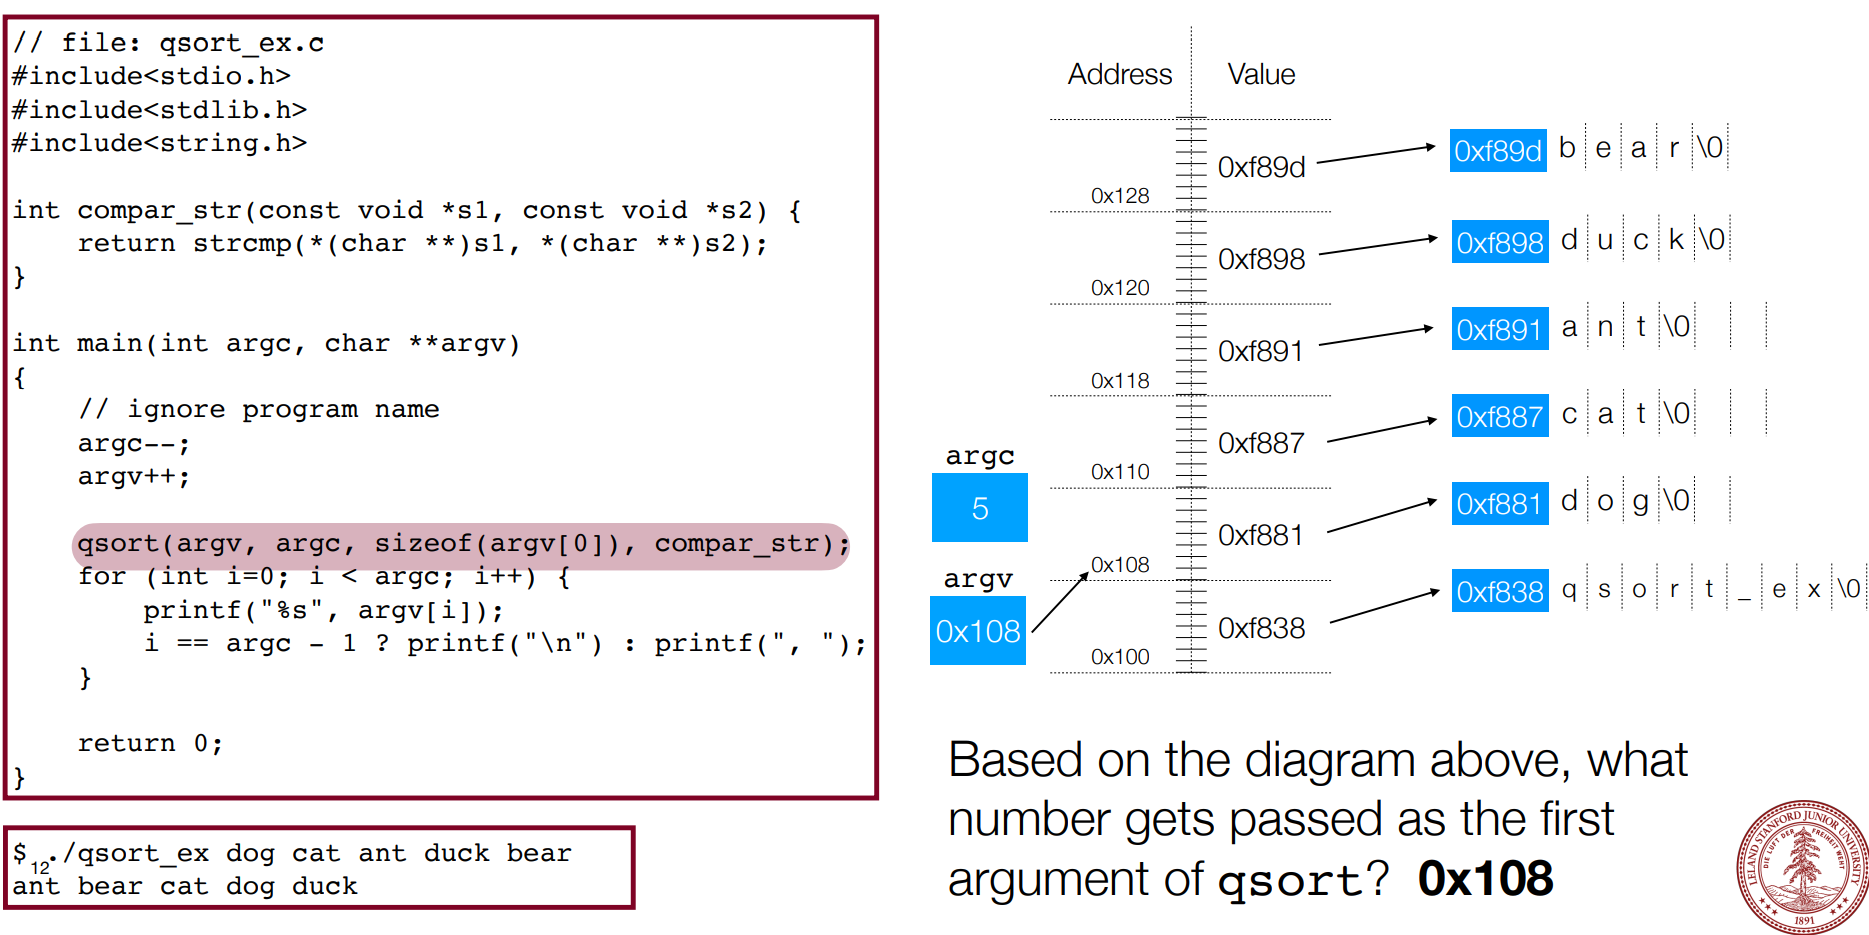 // file: qsort_ex.c
#include<stdio.h>
#include<stdlib.h>
#include<string.h>
int compar_str(const void *s1, const void *s2) {
    return strcmp(*(char **)s1, *(char **)s2);
}
int main(int argc, char **argv)
{
    // ignore program name
    argc--;
    argv++;
    qsort(argv, argc, sizeof(argv[0]), compar_str);
    for (int i=0; i < argc; i++) {
        printf("%s", argv[i]);
        i == argc - 1 ? printf("\n") : printf(", ");
    }
    return 0;
}
$ ./qsort_ex dog cat ant duck bear
12
ant bear cat dog duck
Address Value
0xf89d 0xf89d b e a r \0
0x128
0xf898 0xf898 d u c k \0
0x120
0xf891 0xf891 a n t \0
0x118
0xf887 0xf887 c a t \0
0x110
argc
5
0xf881 0xf881 d o g \0
0x108
argv
0x108
0xf838 0xf838 q s o r t _ e x \0
0x100
Based on the diagram above, what
number gets passed as the first
argument of qsort? 0x108
LELAND STANFORD JUNIOR UNIVERSITY
DIE LUFT DER FREIHEIT WEHT
1891